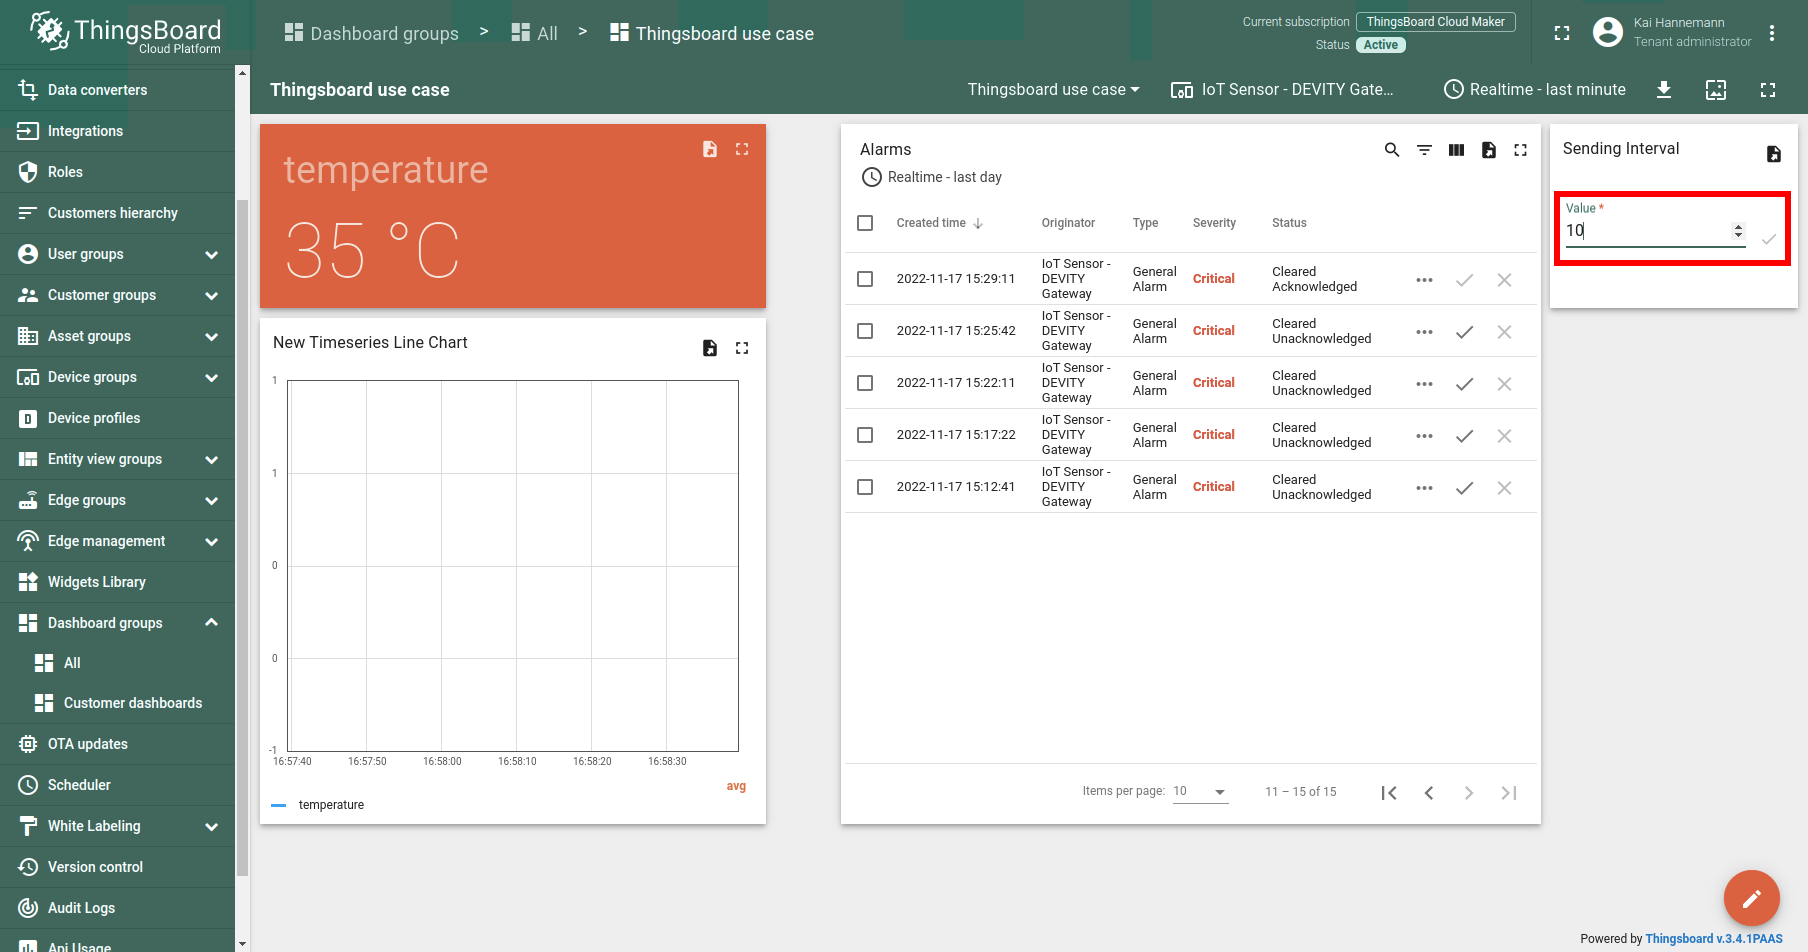 ThingsBoard
Cloud Platform
Dashboard groups > All > Thingsboard use case
Current subscription ThingsBoard Cloud Maker
Status Active
Kai Hannemann
Tenant administrator
Thingsboard use case
Thingsboard use case
IoT Sensor - DEVITY Gate...
Realtime - last minute
Data converters
Integrations
Roles
Customers hierarchy
User groups
Customer groups
Asset groups
Device groups
Device profiles
Entity view groups
Edge groups
Edge management
Widgets Library
Dashboard groups
All
Customer dashboards
OTA updates
Scheduler
White Labeling
Version control
Audit Logs
Api Usage
temperature
35 °C
New Timeseries Line Chart
1
1
0
0
-1
16:57:40 16:57:50 16:58:00 16:58:10 16:58:20 16:58:30
avg
temperature
Alarms
Realtime - last day
Created time Originator Type Severity Status
2022-11-17 15:29:11 IoT Sensor - DEVITY Gateway General Alarm Critical Cleared Acknowledged
2022-11-17 15:25:42 IoT Sensor - DEVITY Gateway General Alarm Critical Cleared Unacknowledged
2022-11-17 15:22:11 IoT Sensor - DEVITY Gateway General Alarm Critical Cleared Unacknowledged
2022-11-17 15:17:22 IoT Sensor - DEVITY Gateway General Alarm Critical Cleared Unacknowledged
2022-11-17 15:12:41 IoT Sensor - DEVITY Gateway General Alarm Critical Cleared Unacknowledged
Items per page: 10 11 – 15 of 15
Sending Interval
Value *
10
Powered by Thingsboard v.3.4.1PAAS